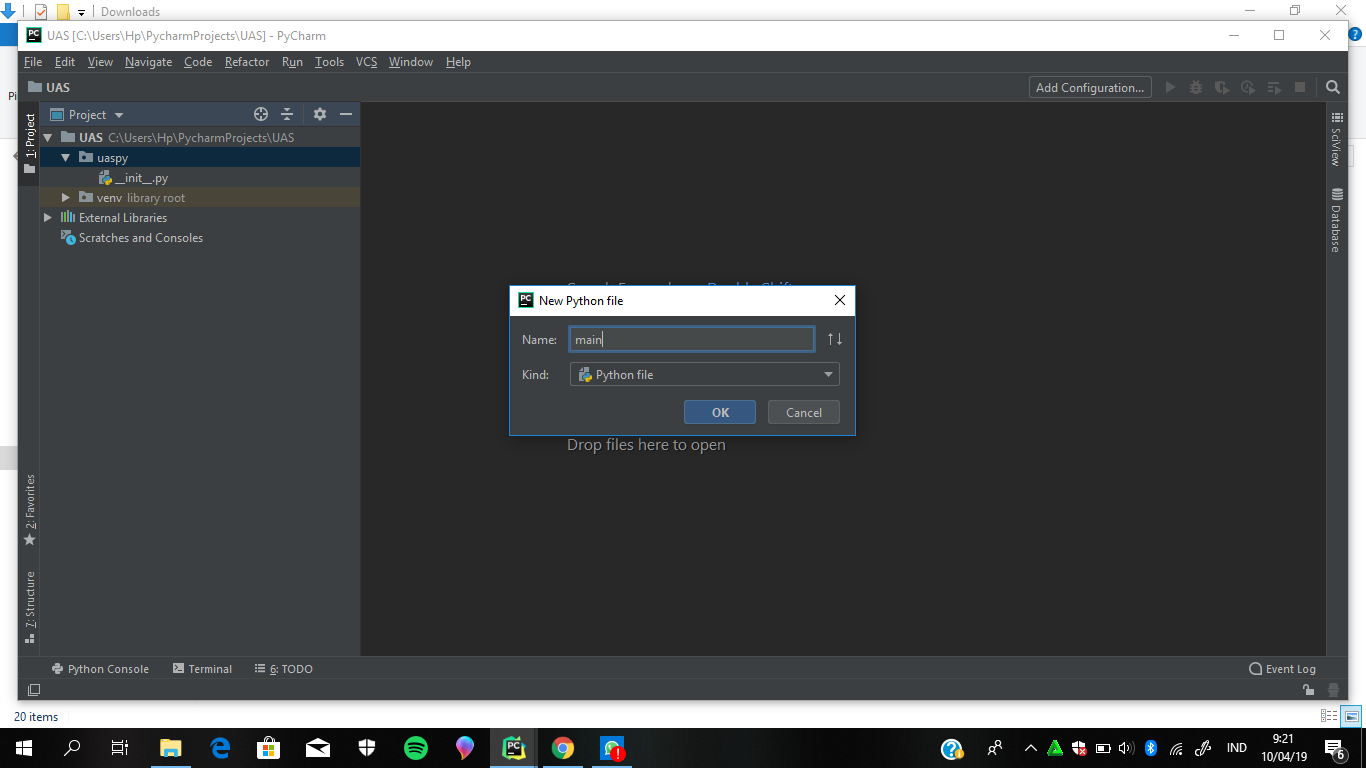 Downloads
UAS [C:\Users\Hp\PycharmProjects\UAS] - PyCharm
File Edit View Navigate Code Refactor Run Tools VCS Window Help
UAS
Add Configuration...
Pi
1: Project
Project
UAS C:\Users\Hp\PycharmProjects\UAS
uaspy
__init__.py
venv library root
External Libraries
Scratches and Consoles
SciView
Database
New Python file
Name: main
Kind: Python file
OK Cancel
Drop files here to open
2: Favorites
7: Structure
Python Console Terminal 6: TODO Event Log
20 items
IND 9:21
10/04/19
6